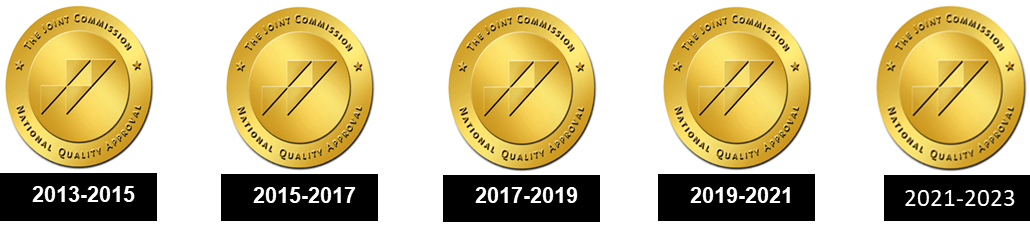 THE JOINT COMMISSION
NATIONAL QUALITY APPROVAL
2013-2015
THE JOINT COMMISSION
NATIONAL QUALITY APPROVAL
2015-2017
THE JOINT COMMISSION
NATIONAL QUALITY APPROVAL
2017-2019
THE JOINT COMMISSION
NATIONAL QUALITY APPROVAL
2019-2021
THE JOINT COMMISSION
NATIONAL QUALITY APPROVAL
2021-2023